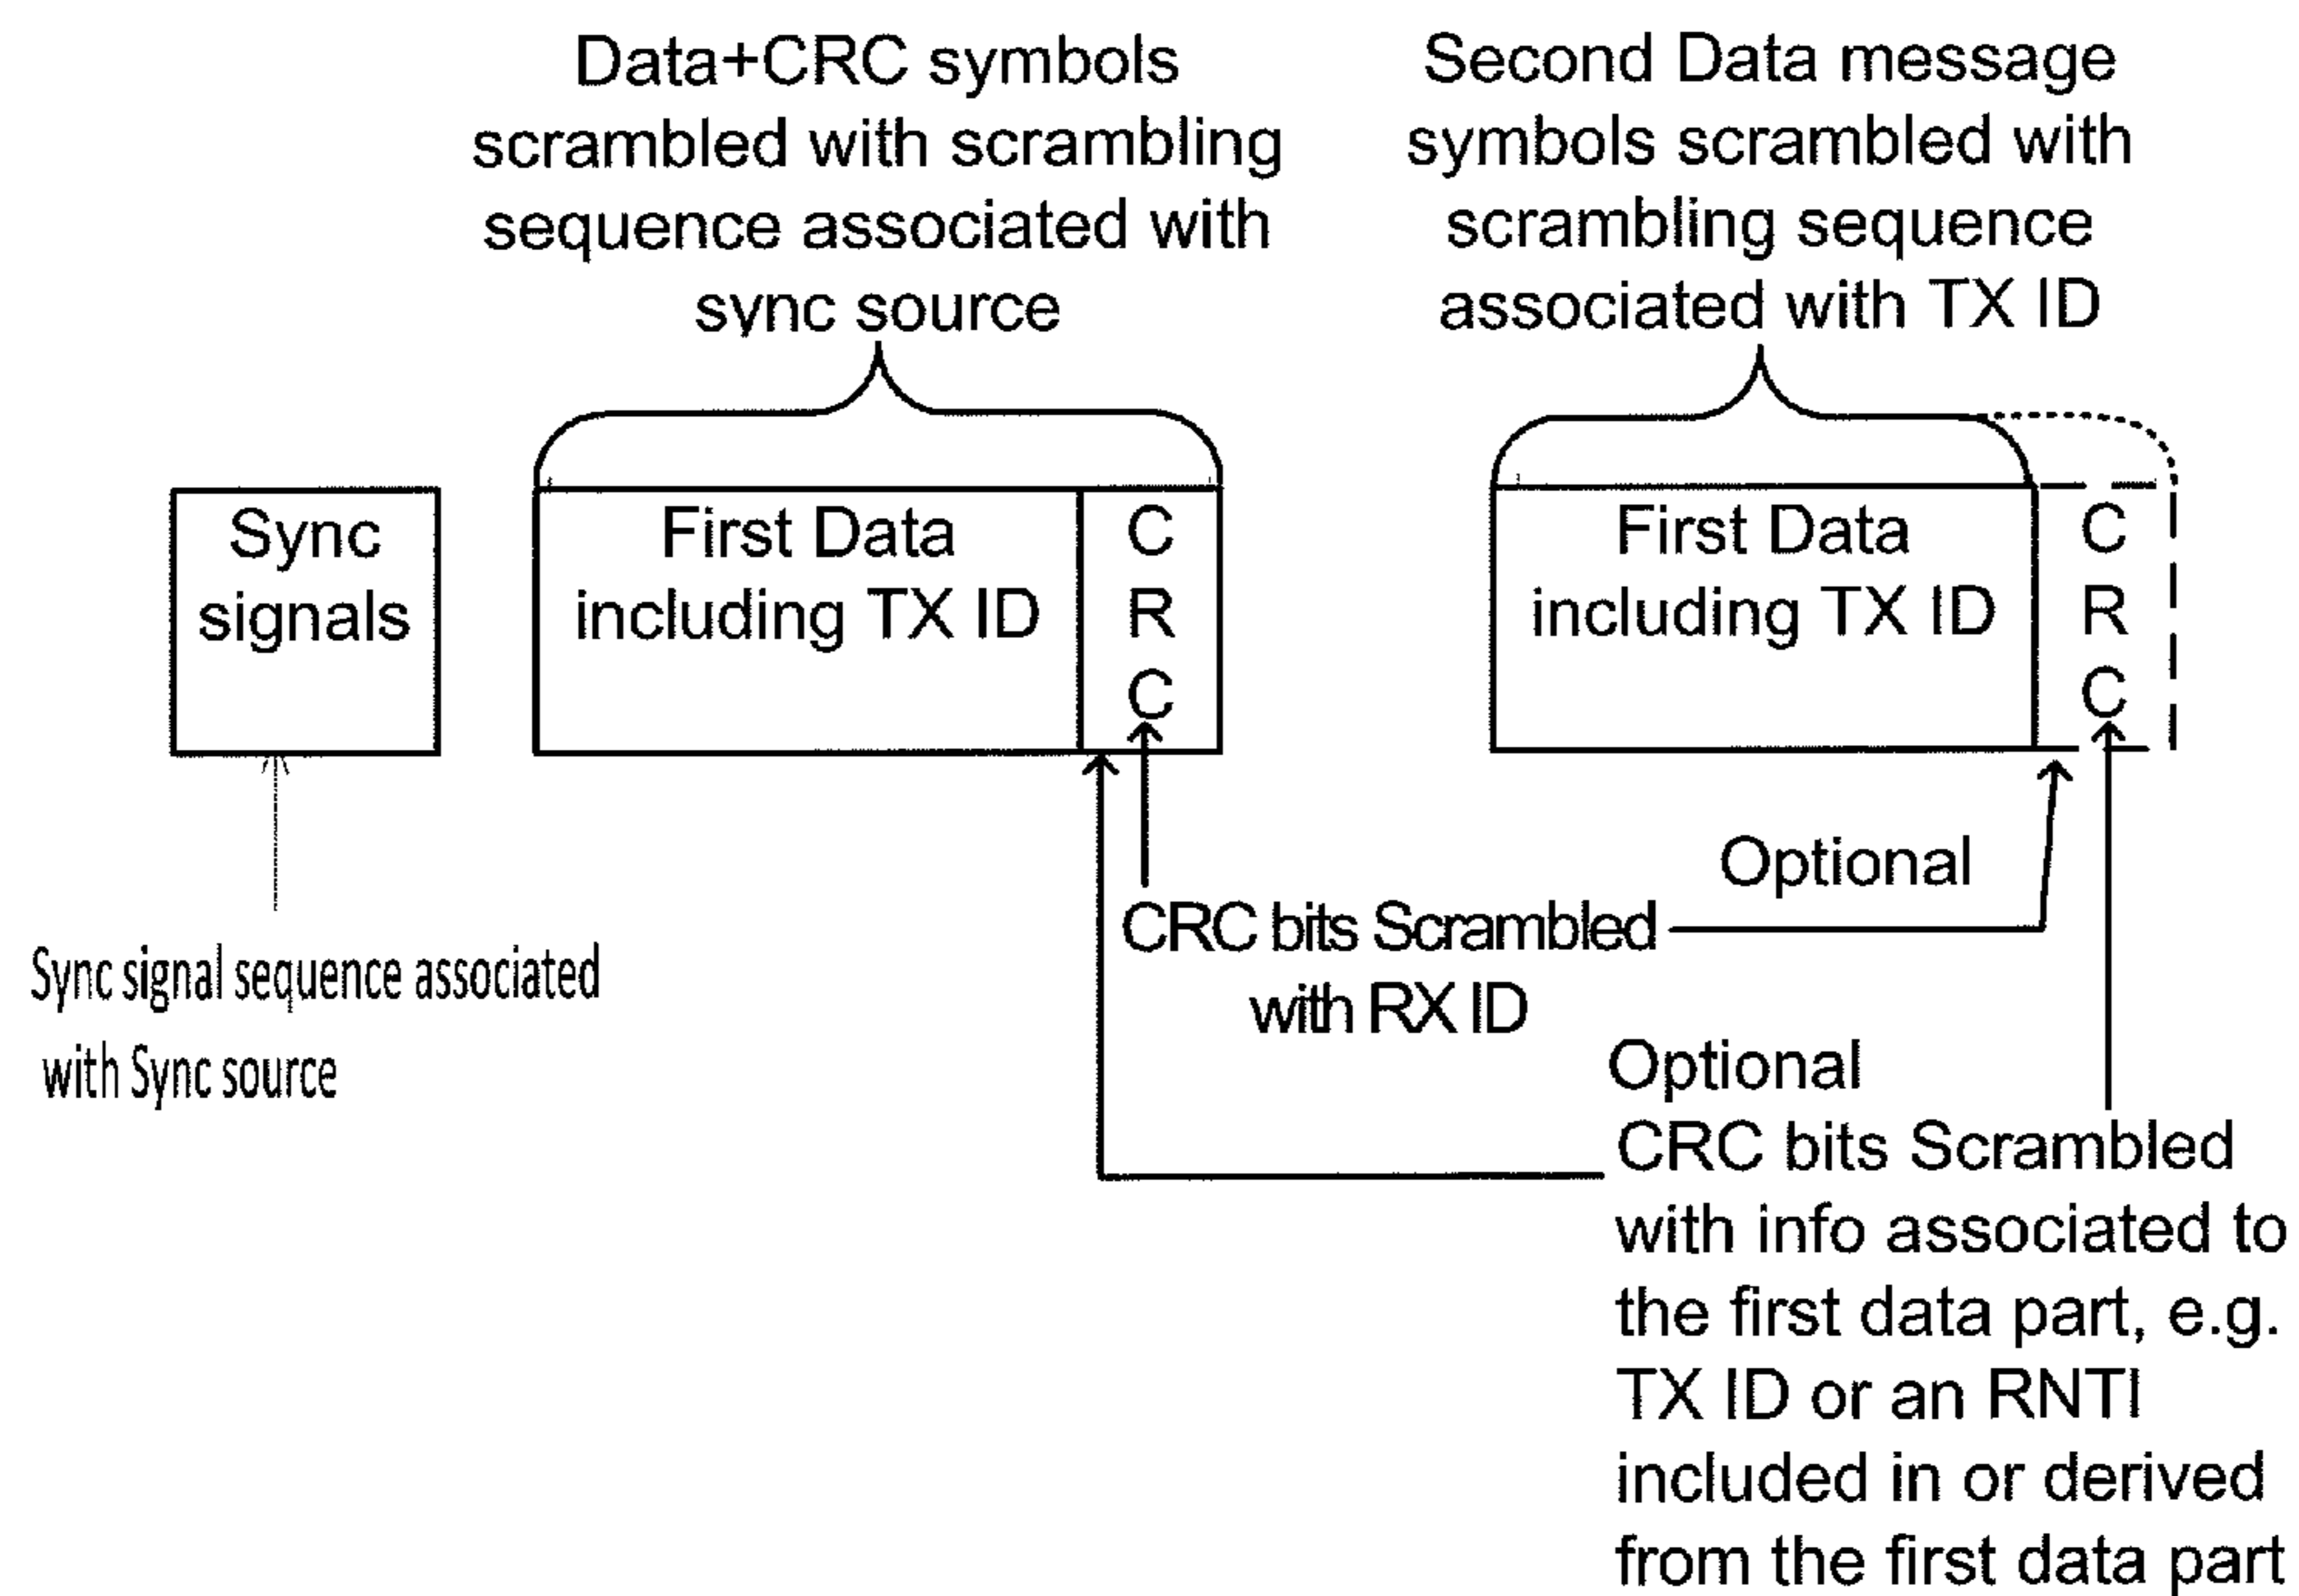 Data+CRC symbols
scrambled with scrambling
sequence associated with
sync source
Second Data message
symbols scrambled with
scrambling sequence
associated with TX ID
Sync
signals
First Data
including TX ID
C
R
C
First Data
including TX ID
C
R
C
Sync signal sequence associated
with Sync source
CRC bits Scrambled
with RX ID
Optional
Optional
CRC bits Scrambled
with info associated to
the first data part, e.g.
TX ID or an RNTI
included in or derived
from the first data part